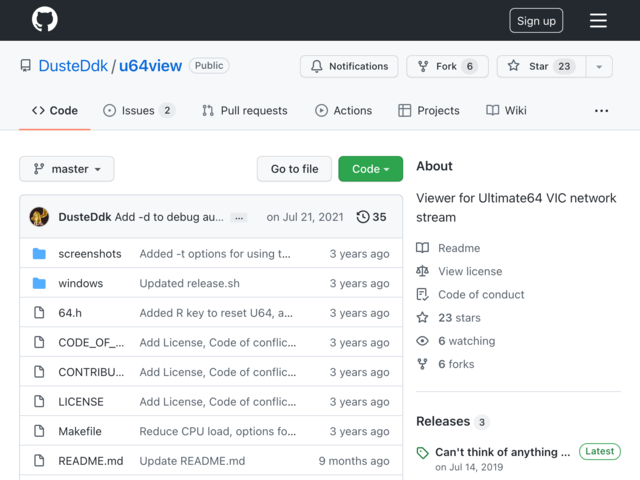 Sign up
DusteDdk / u64view Public
Notifications Fork 6 Star 23
Code Issues 2 Pull requests Actions Projects Wiki ...
master Go to file Code
DusteDdk Add -d to debug au... ... on Jul 21, 2021 35
screenshots Added -t options for using t... 3 years ago
windows Updated release.sh 3 years ago
64.h Added R key to reset U64, a... 3 years ago
CODE_OF_... Add License, Code of conflic... 3 years ago
CONTRIBU... Add License, Code of conflic... 3 years ago
LICENSE Add License, Code of conflic... 3 years ago
Makefile Reduce CPU load, options fo... 3 years ago
README.md Update README.md 9 months ago
About
Viewer for Ultimate64 VIC network
stream
Readme
View license
Code of conduct
23 stars
6 watching
6 forks
Releases 3
Can't think of anything ... Latest
on Jul 14, 2019